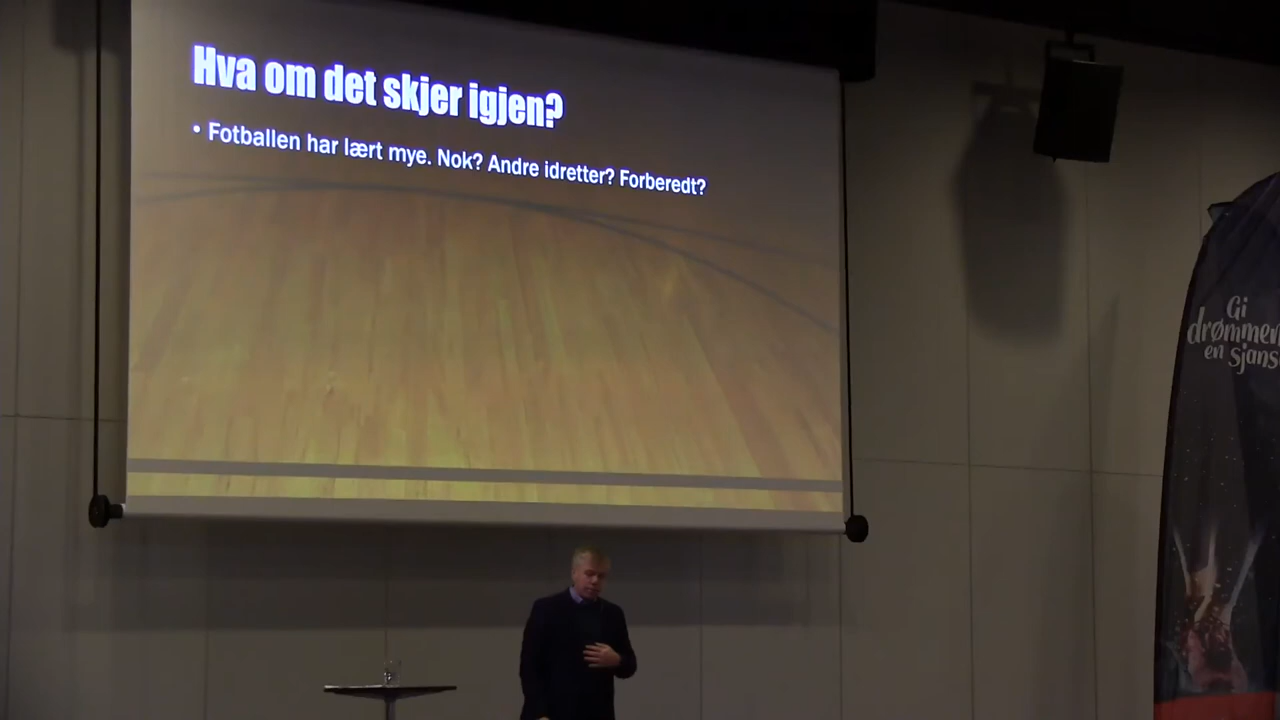 Hva om det skjer igjen?
• Fotballen har lært mye. Nok? Andre idretter? Forberedt?
Gi
drømmen
en sjans